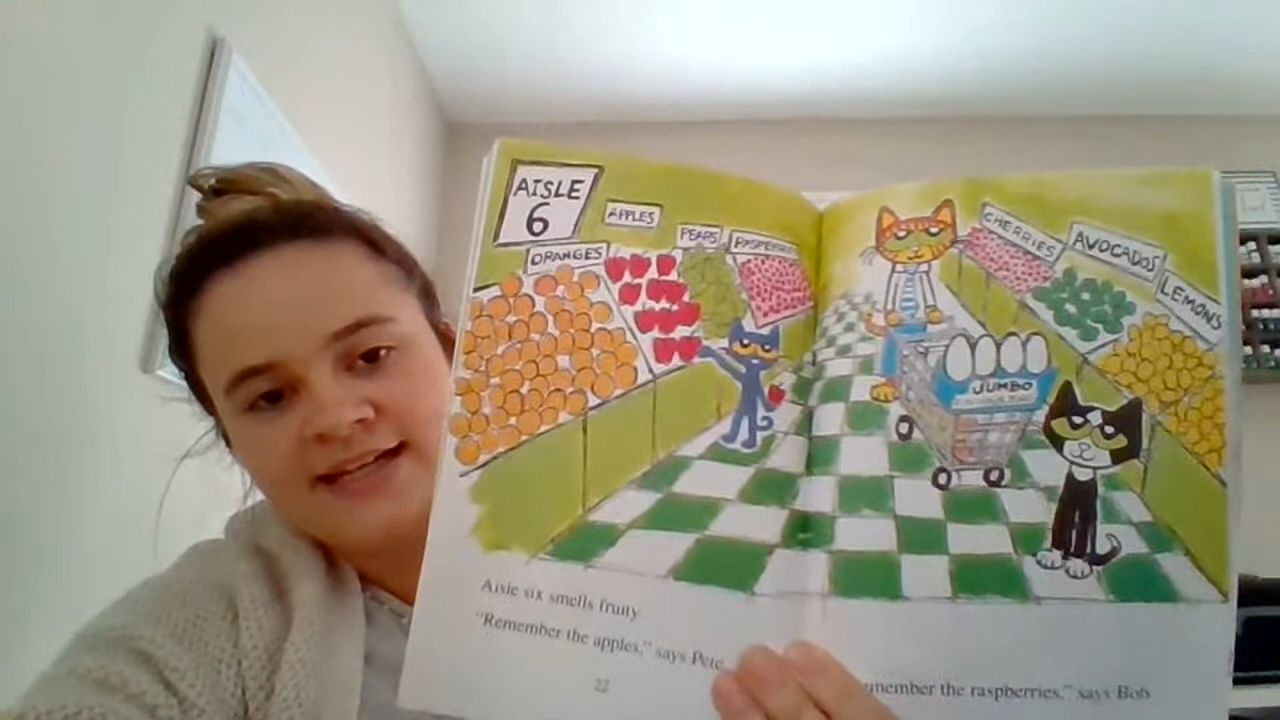 AISLE
6
APPLES
PEARS
RASPBERRIES
ORANGES
CHERRIES
AVOCADOS
LEMONS
JUMBO
Aisle six smells fruity
"Remember the apples," says Pete
22
member the raspberries," says Bob